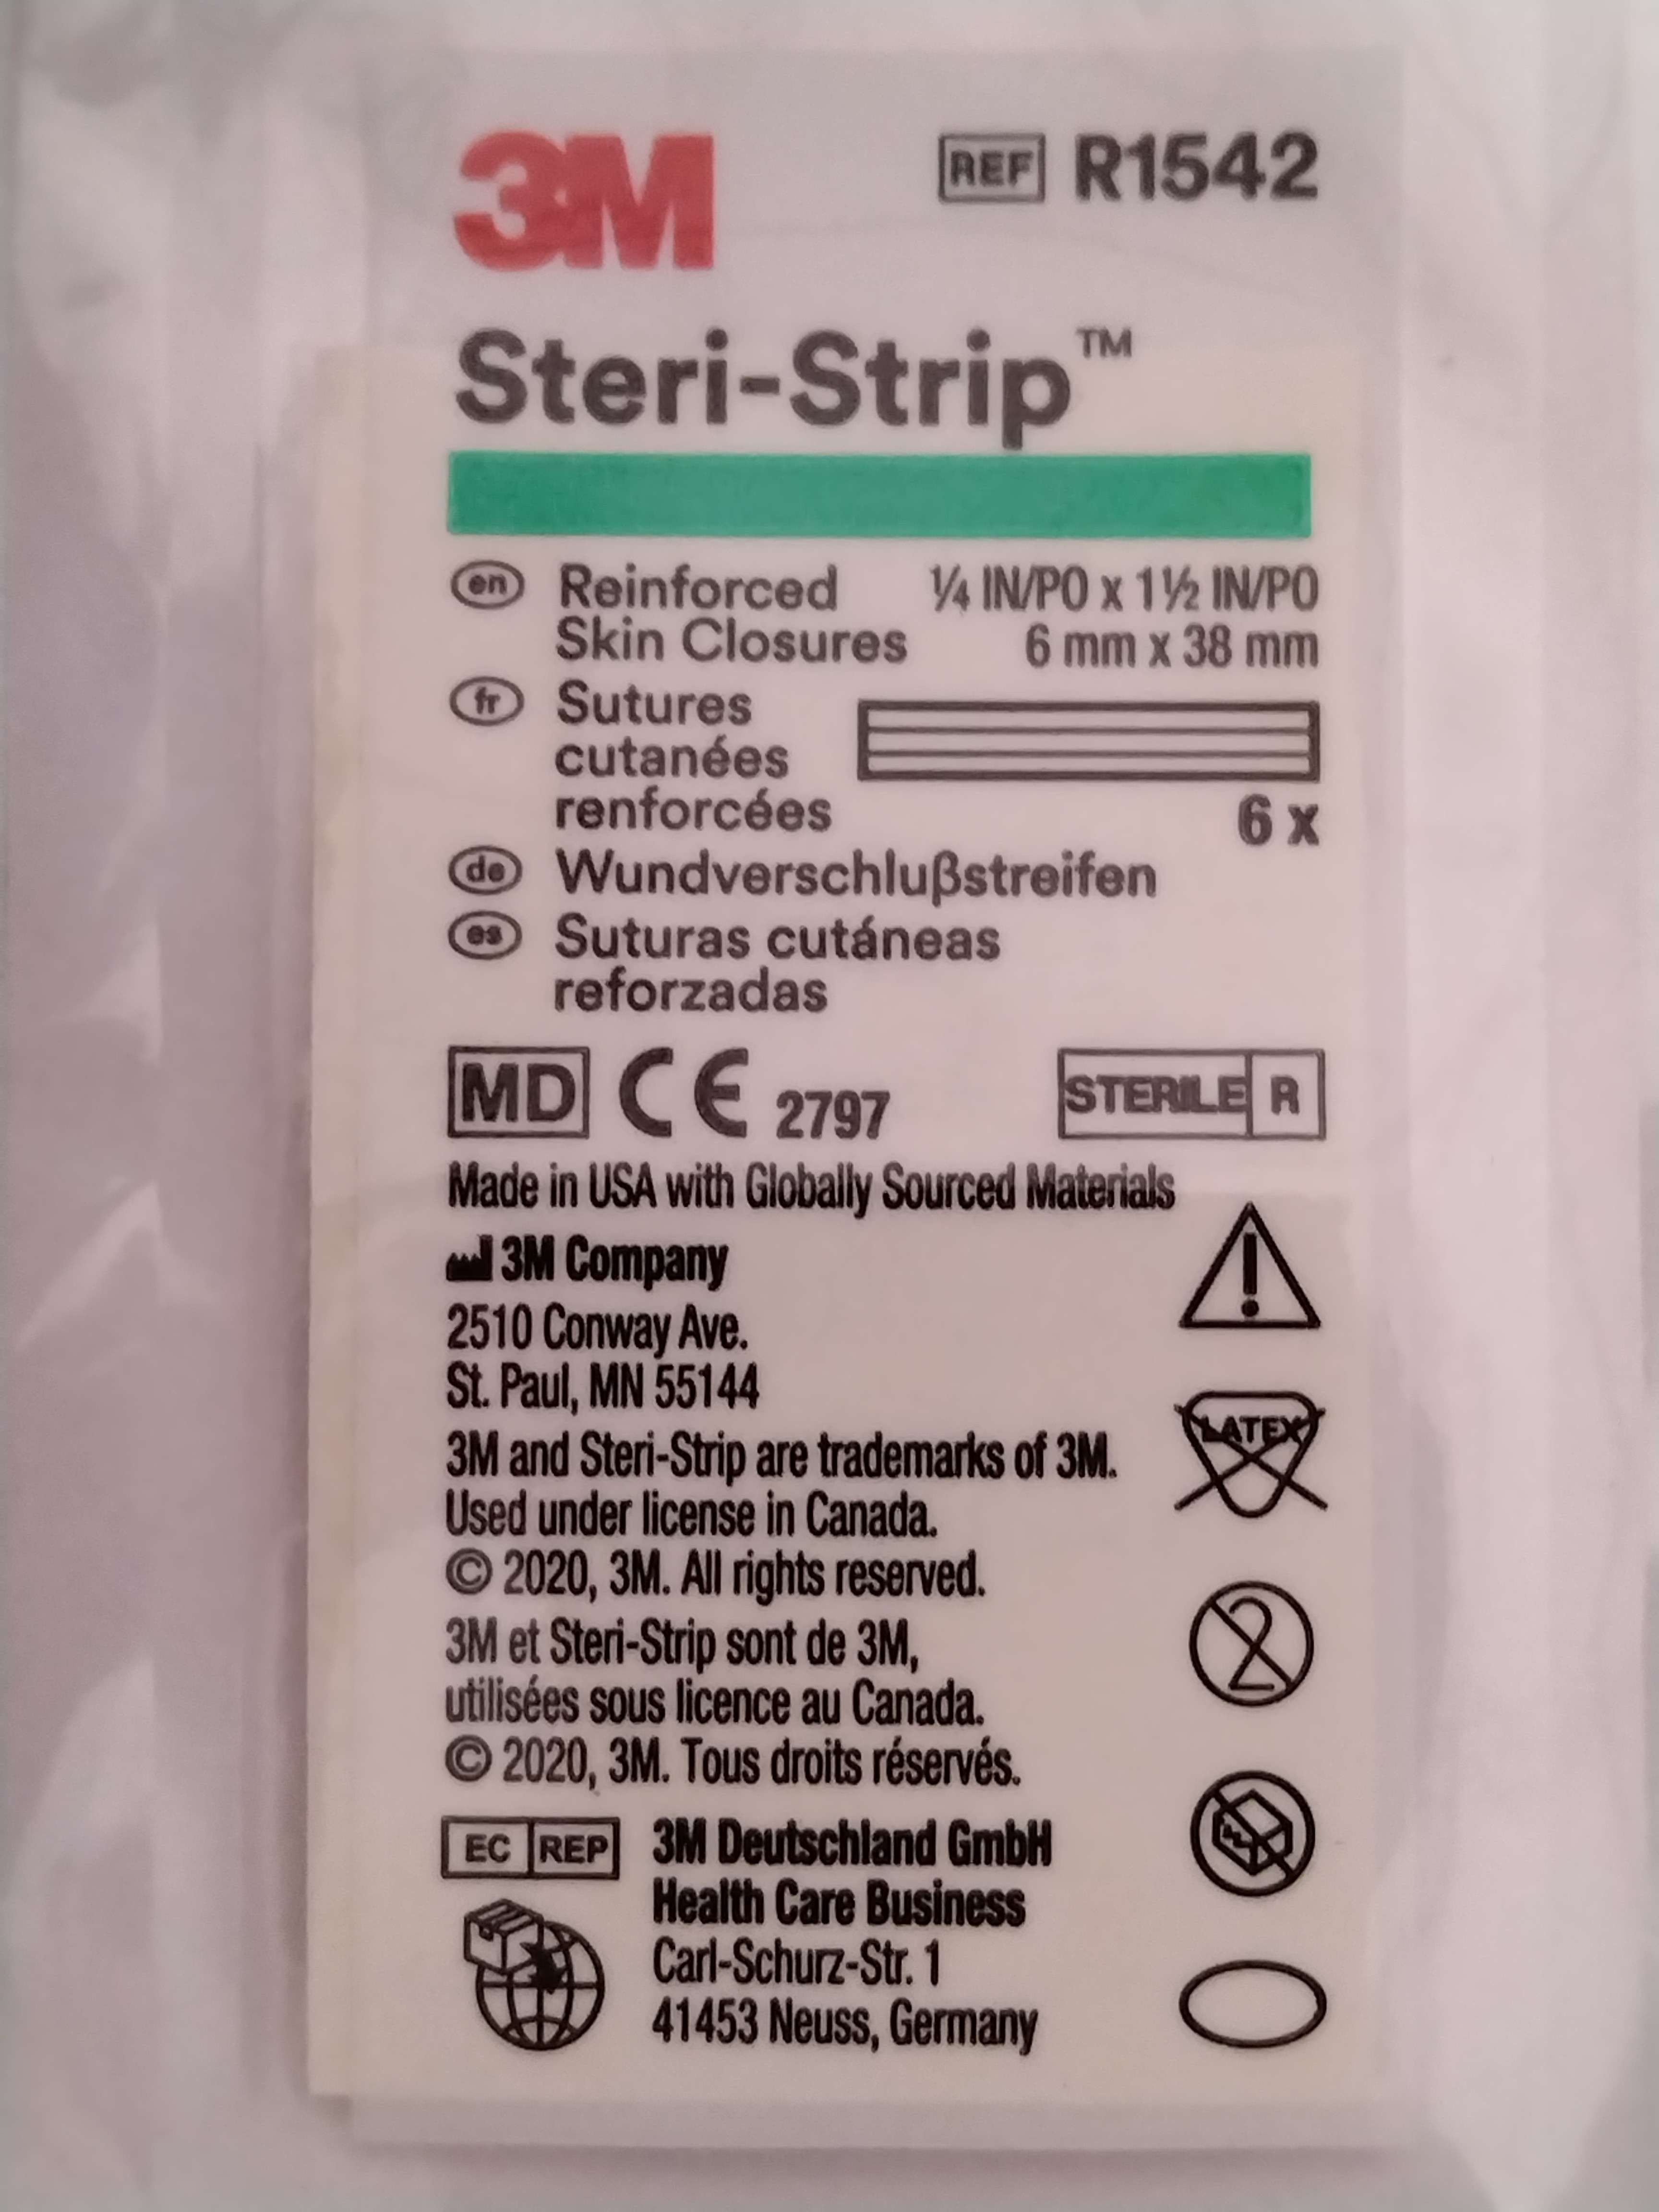 3M
REF R1542
Steri-Strip™
en Reinforced ¼ IN/PO x 1½ IN/PO
Skin Closures 6 mm x 38 mm
fr Sutures
cutanées
renforcées 6 x
de Wundverschlußstreifen
es Suturas cutáneas
reforzadas
MD CE 2797 STERILE R
Made in USA with Globally Sourced Materials
3M Company
2510 Conway Ave.
St. Paul, MN 55144
LATEX
3M and Steri-Strip are trademarks of 3M.
Used under license in Canada.
© 2020, 3M. All rights reserved.
2
3M et Steri-Strip sont de 3M,
utilisées sous licence au Canada.
© 2020, 3M. Tous droits réservés.
EC REP 3M Deutschland GmbH
Health Care Business
Carl-Schurz-Str. 1
41453 Neuss, Germany